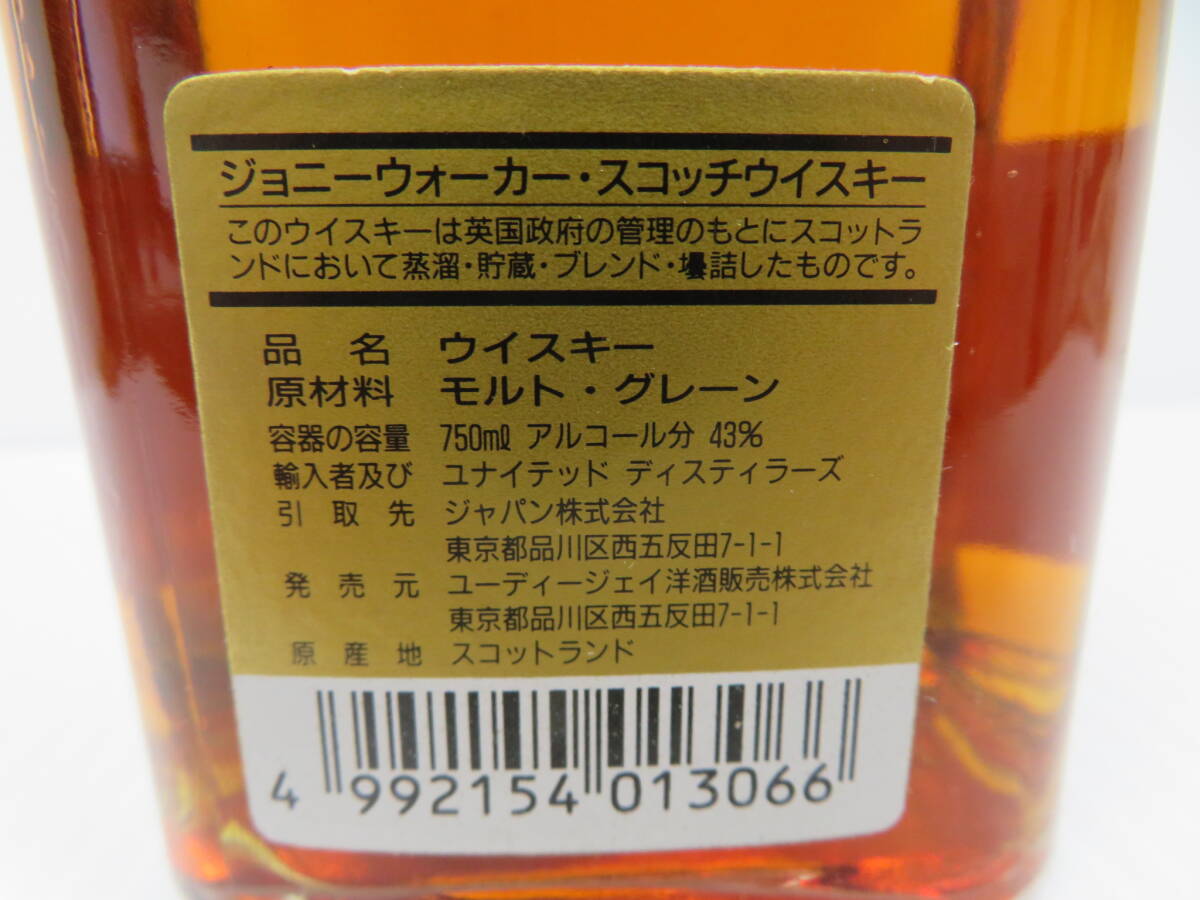 ジョニーウォーカー・スコッチウイスキー
このウイスキーは英国政府の管理のもとにスコットラ
ンドにおいて蒸溜・貯蔵・ブレンド・壜詰したものです。
品名 ウイスキー
原材料 モルト・グレーン
容器の容量 750mℓ アルコール分 43%
輸入者及び ユナイテッド ディスティラーズ
引取先 ジャパン株式会社
東京都品川区西五反田7-1-1
発売元 ユーディージェイ洋酒販売株式会社
東京都品川区西五反田7-1-1
原産地 スコットランド
4 992154 013066